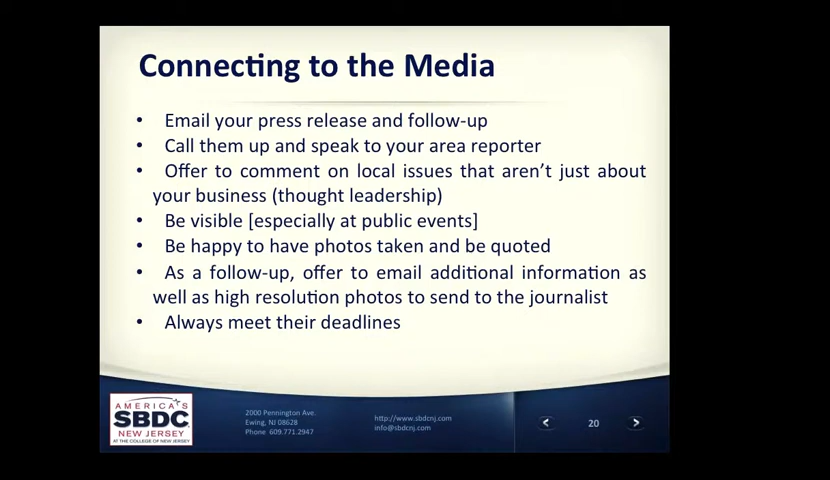 Connecting to the Media
• Email your press release and follow-up
• Call them up and speak to your area reporter
• Offer to comment on local issues that aren't just about
your business (thought leadership)
• Be visible [especially at public events]
• Be happy to have photos taken and be quoted
• As a follow-up, offer to email additional information as
well as high resolution photos to send to the journalist
• Always meet their deadlines
AMERICA'S
SBDC
NEW JERSEY
AT THE COLLEGE OF NEW JERSEY
2000 Pennington Ave.
Ewing, NJ 08628
Phone: 609.771.2947
http://www.sbdcnj.com
info@sbdcnj.com
< 20 >